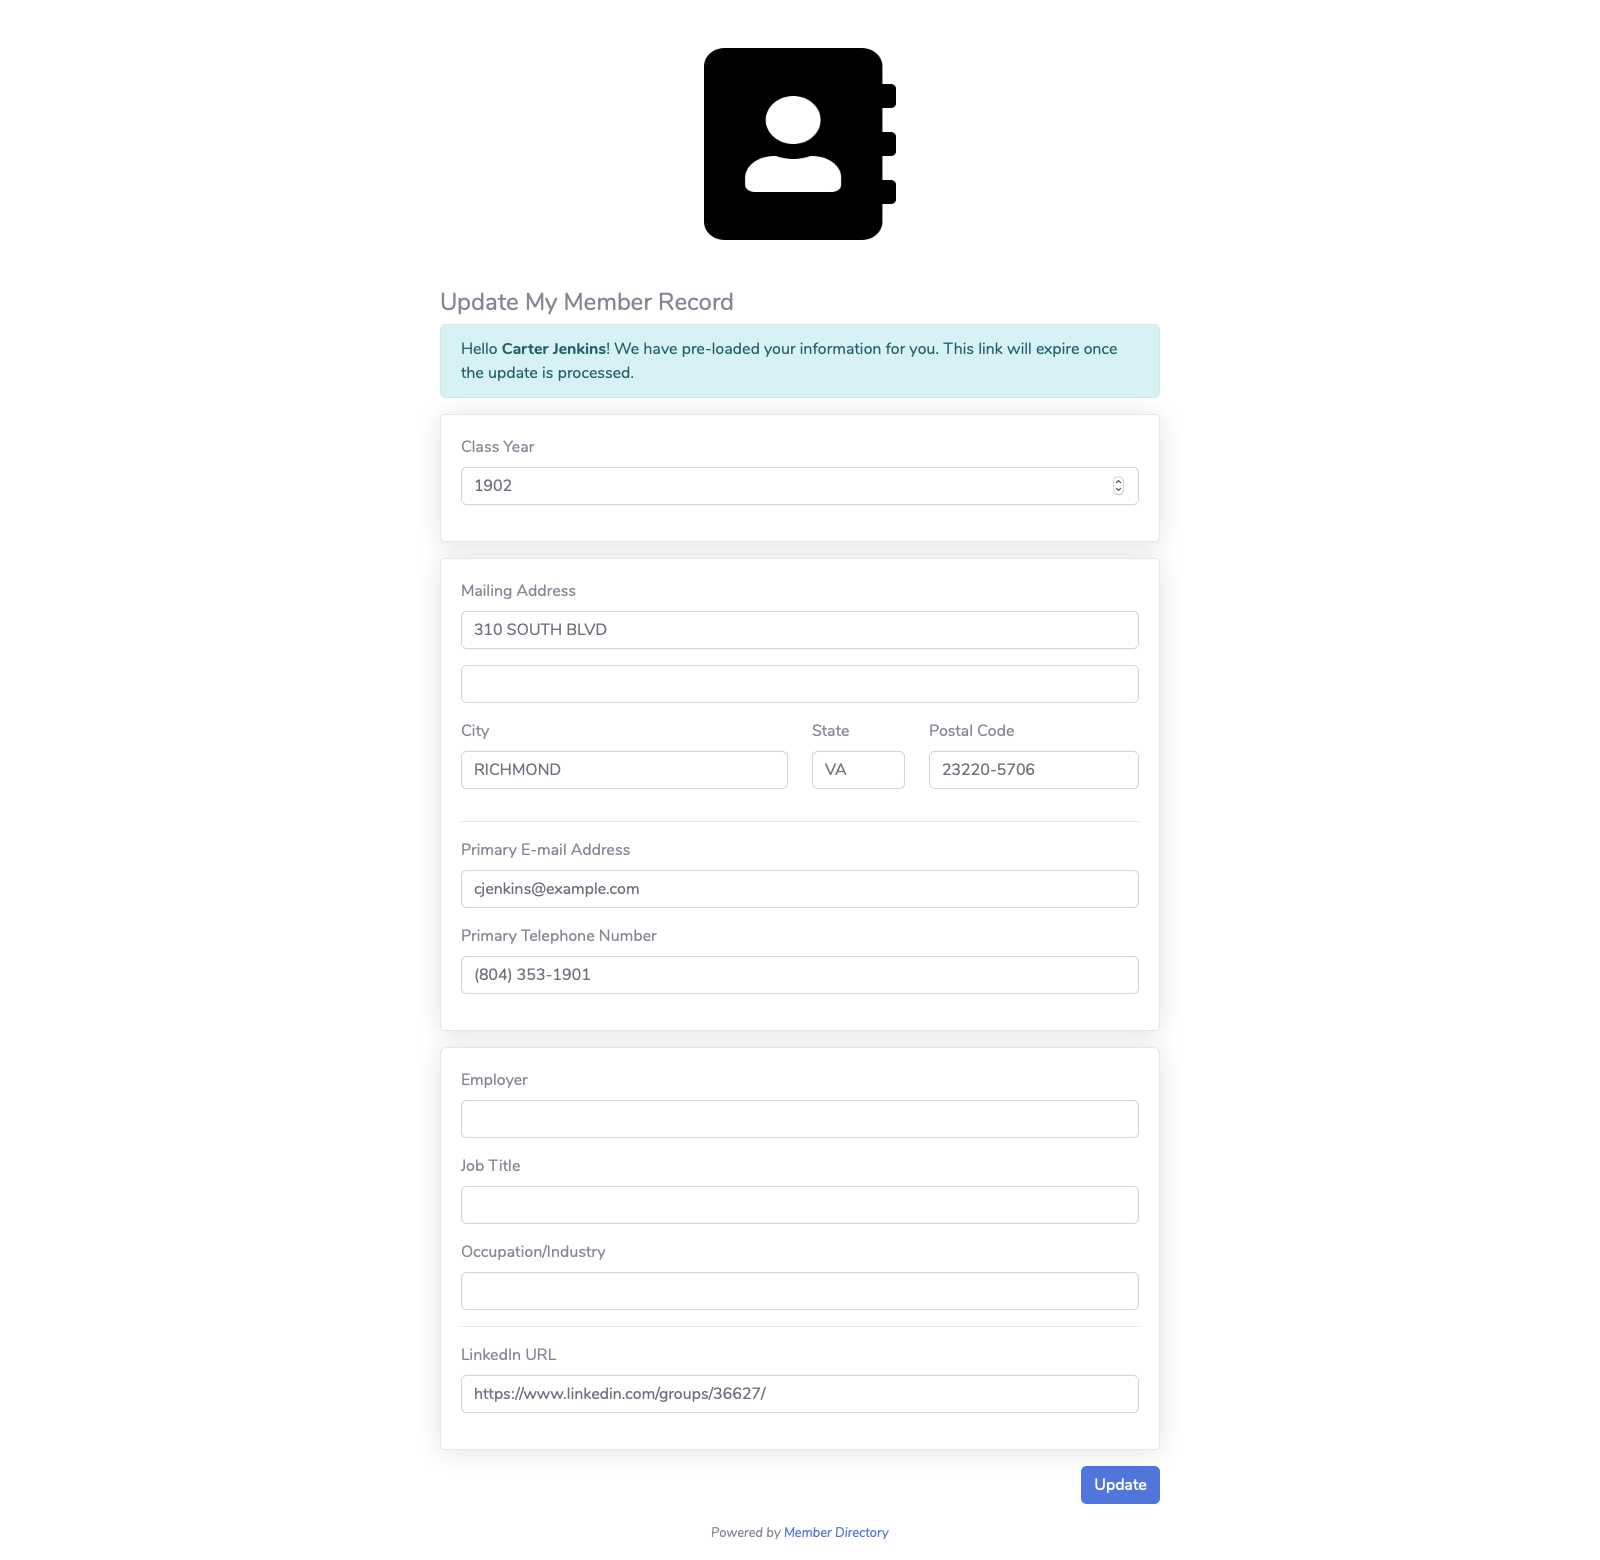 Update My Member Record
Hello Carter Jenkins! We have pre-loaded your information for you. This link will expire once
the update is processed.
Class Year
1902
Mailing Address
310 SOUTH BLVD
City State Postal Code
RICHMOND VA 23220-5706
Primary E-mail Address
cjenkins@example.com
Primary Telephone Number
(804) 353-1901
Employer
Job Title
Occupation/Industry
LinkedIn URL
https://www.linkedin.com/groups/36627/
Update
Powered by Member Directory